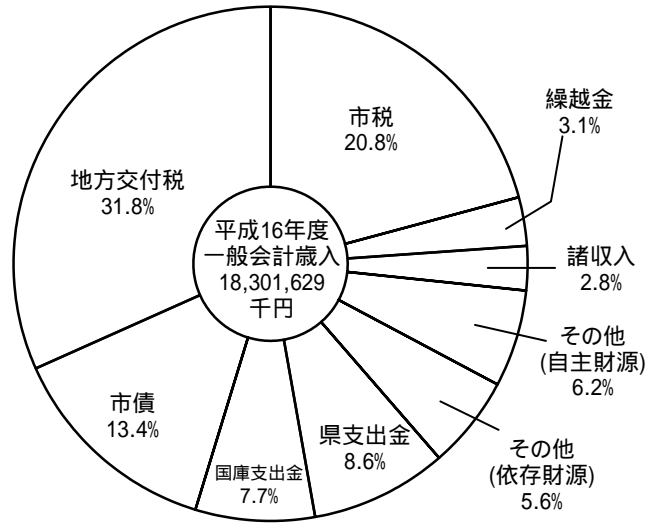 市税
20.8%
繰越金
3.1%
諸収入
2.8%
その他
(自主財源)
6.2%
その他
(依存財源)
5.6%
県支出金
8.6%
国庫支出金
7.7%
市債
13.4%
地方交付税
31.8%
平成16年度
一般会計歳入
18,301,629
千円